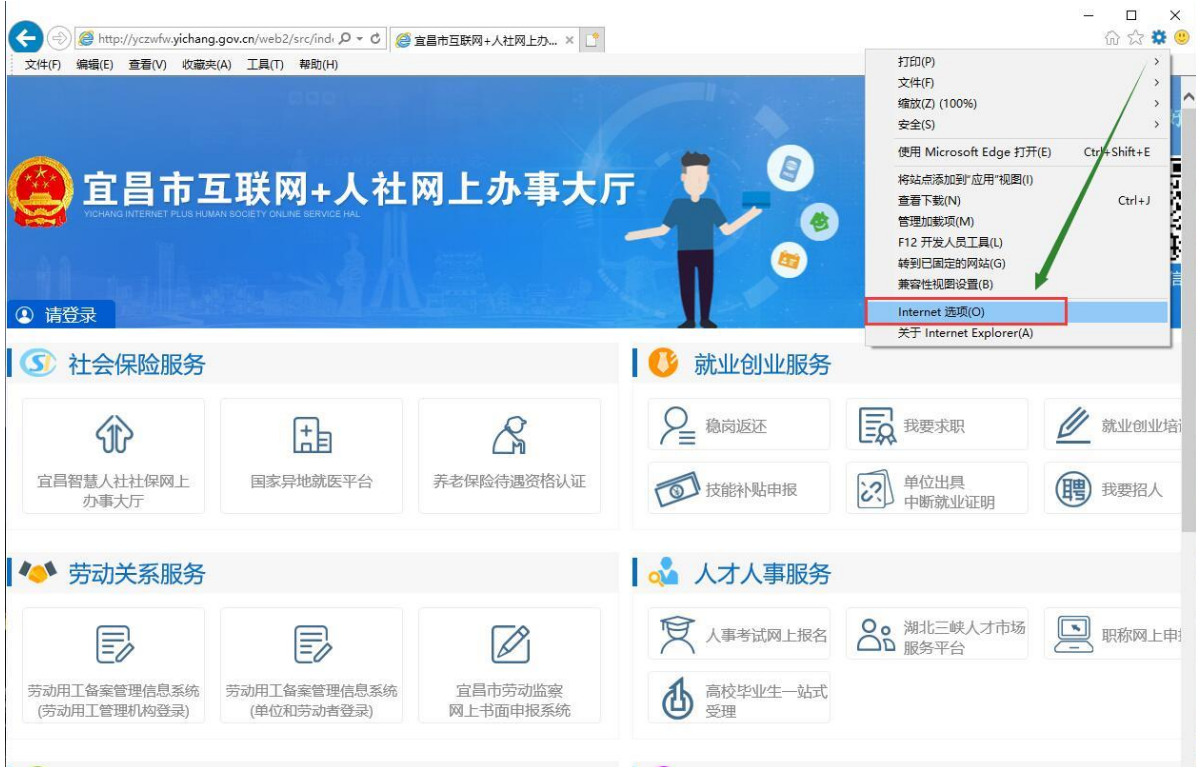 http://yczwfw.yichang.gov.cn/web2/src/ind
宜昌市互联网+人社网上办...
文件(F) 编辑(E) 查看(V) 收藏夹(A) 工具(T) 帮助(H)
打印(P)
文件(F)
缩放(Z) (100%)
安全(S)
使用 Microsoft Edge 打开(E) Ctrl+Shift+E
将站点添加到“应用”视图(I)
查看下载(N) Ctrl+J
管理加载项(M)
F12 开发人员工具(L)
转到已固定的网站(G)
兼容性视图设置(B)
Internet 选项(O)
关于 Internet Explorer(A)
宜昌市互联网+人社网上办事大厅
YICHANG INTERNET PLUS HUMAN SOCIETY ONLINE SERVICE HAL
请登录
社会保险服务
宜昌智慧人社社保网上
办事大厅
国家异地就医平台
养老保险待遇资格认证
就业创业服务
稳岗返还
我要求职
就业创业培
技能补贴申报
单位出具
中断就业证明
聘
我要招人
劳动关系服务
劳动用工备案管理信息系统
(劳动用工管理机构登录)
劳动用工备案管理信息系统
(单位和劳动者登录)
宜昌市劳动监察
网上书面申报系统
人才人事服务
人事考试网上报名
湖北三峡人才市场
服务平台
职称网上申
高校毕业生一站式
受理